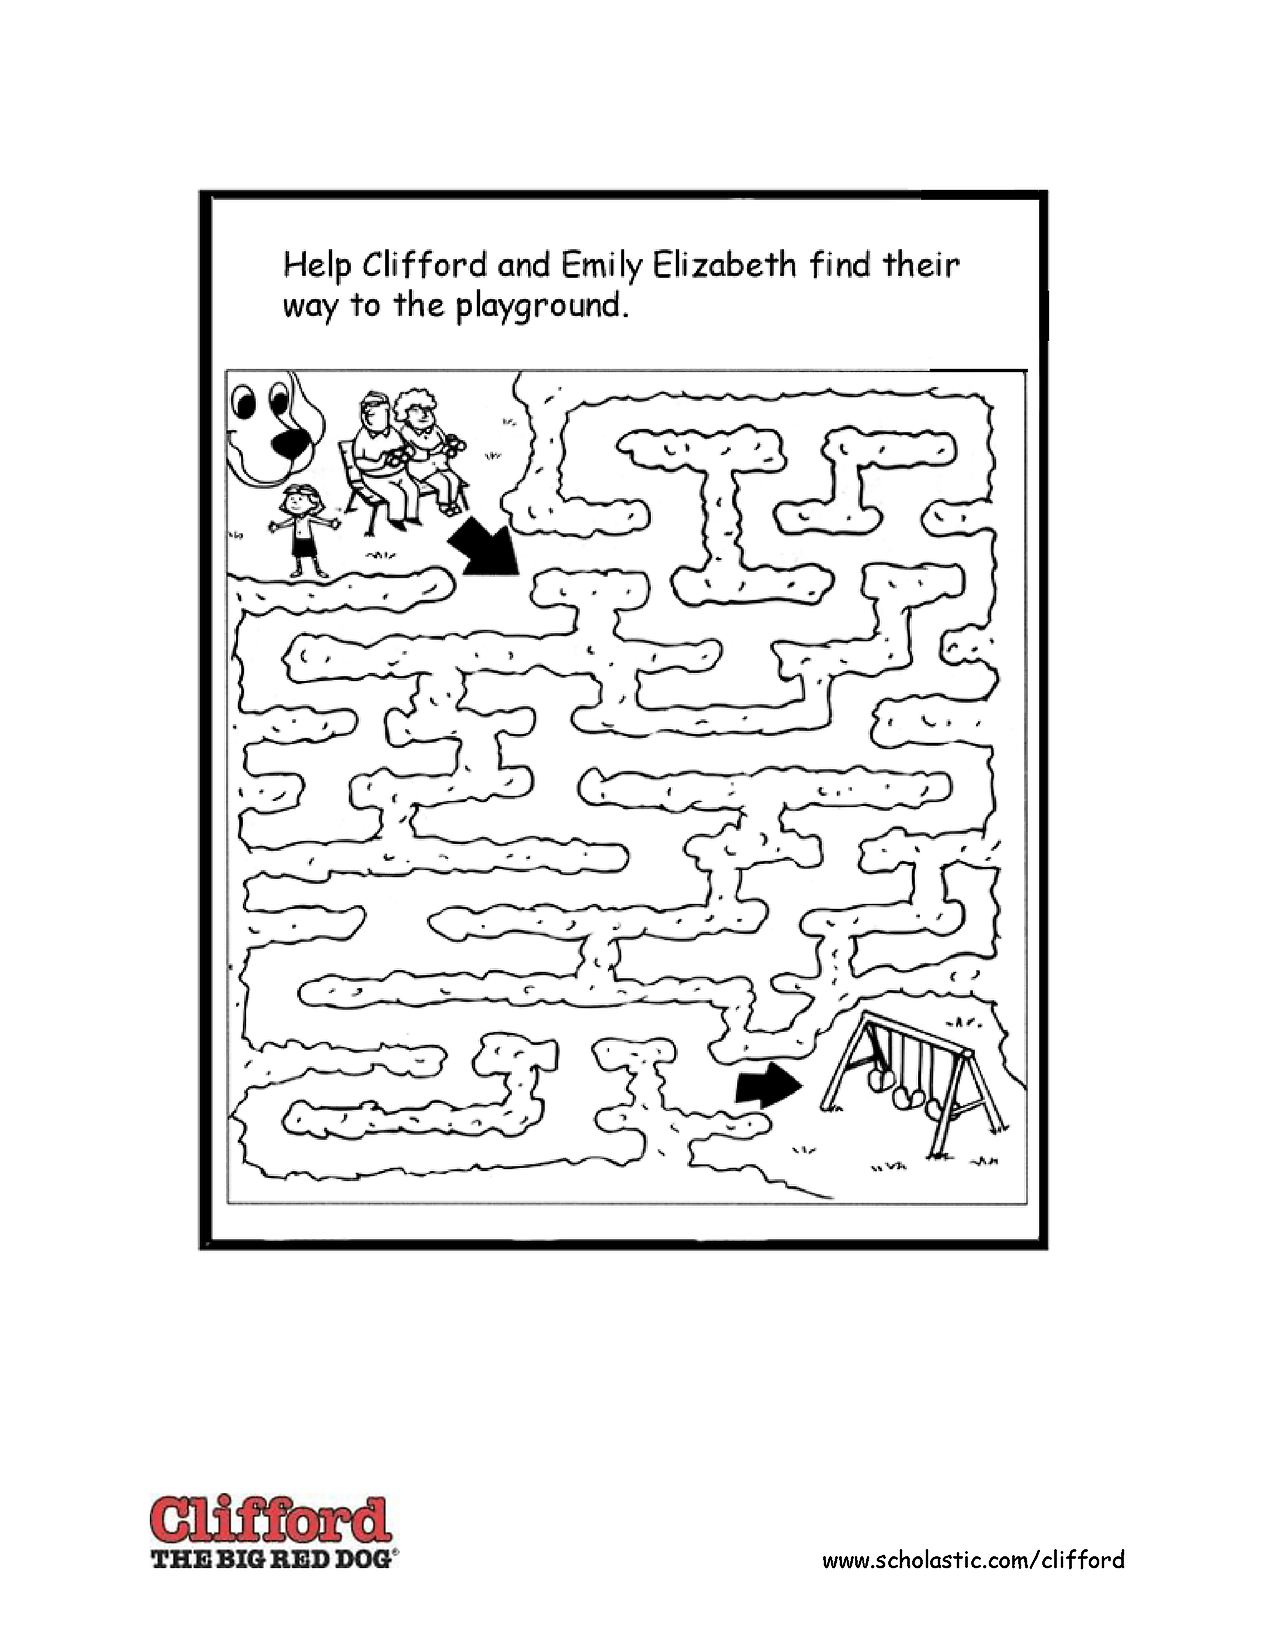 Help Clifford and Emily Elizabeth find their
way to the playground.
Clifford
THE BIG RED DOG®
www.scholastic.com/clifford